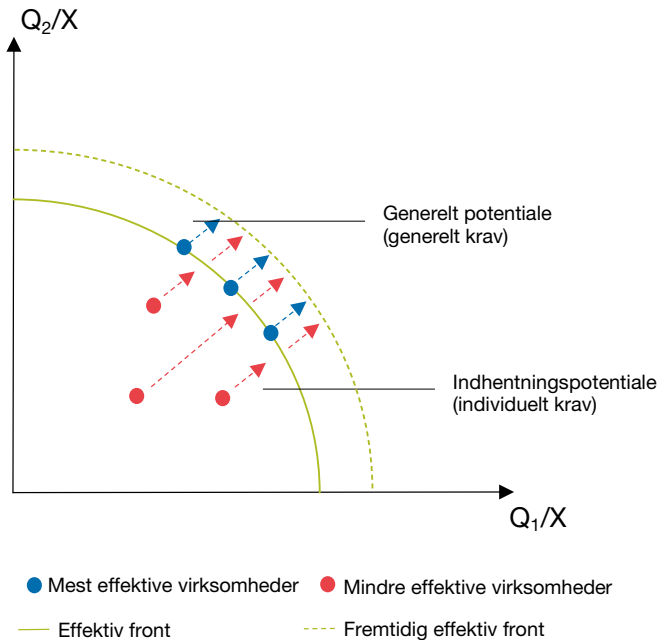 Q₂/X
Generelt potentiale
(generelt krav)
Indhentningspotentiale
(individuelt krav)
Q₁/X
Mest effektive virksomheder
Mindre effektive virksomheder
Effektiv front
Fremtidig effektiv front